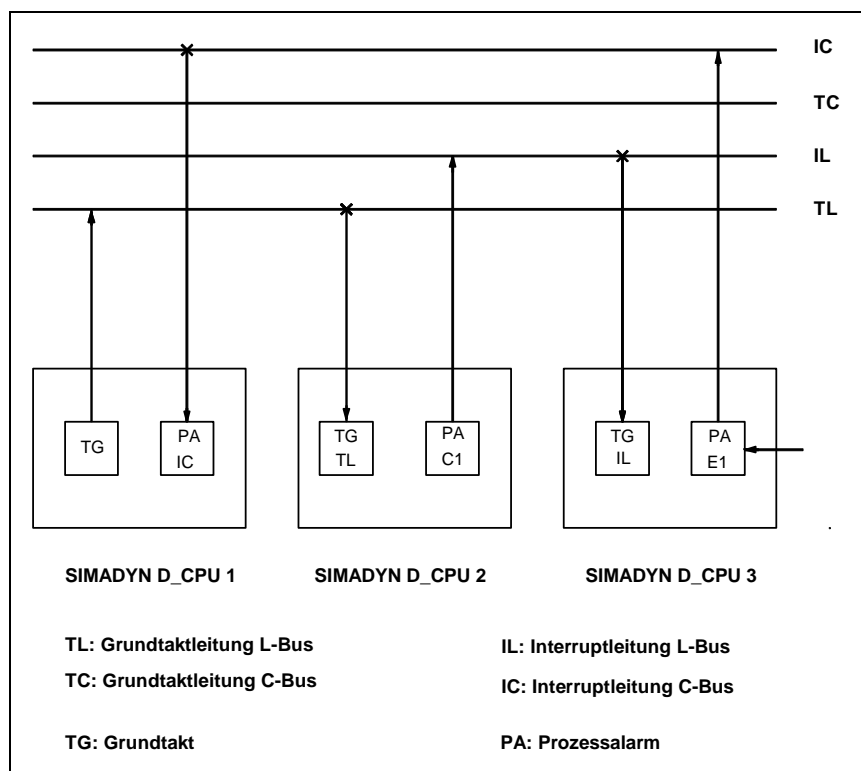 IC
TC
IL
TL
TG
PA
IC
TG
TL
PA
C1
TG
IL
PA
E1
SIMADYN D_CPU 1
SIMADYN D_CPU 2
SIMADYN D_CPU 3
TL: Grundtaktleitung L-Bus
IL: Interruptleitung L-Bus
TC: Grundtaktleitung C-Bus
IC: Interruptleitung C-Bus
TG: Grundtakt
PA: Prozessalarm